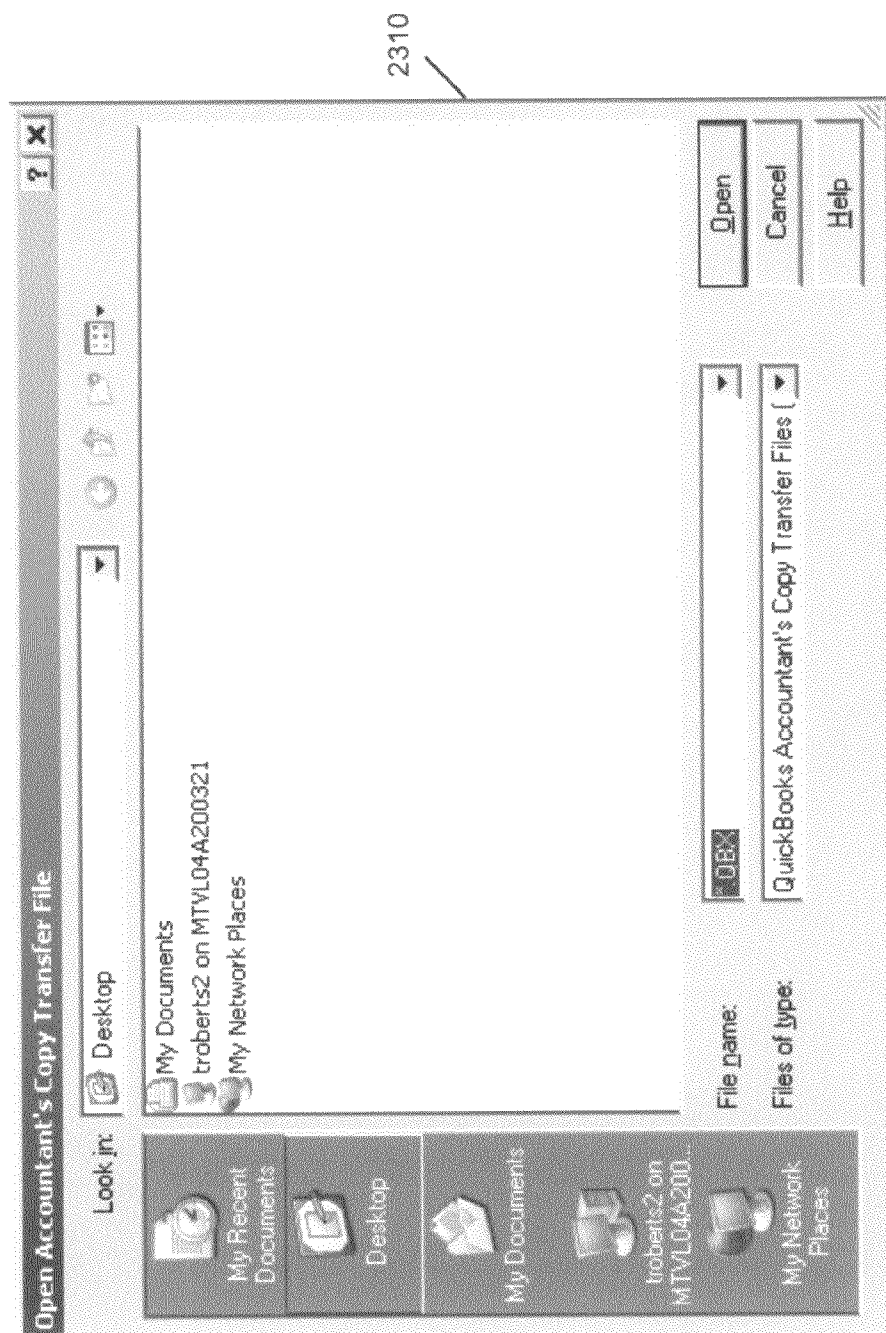 2310
Open Accountant's Copy Transfer File
? X
Look in:
Desktop
My Recent
Documents
Desktop
My Documents
troberts2 on
MTVL04A200...
My Network
Places
My Documents
troberts2 on MTVL04A200321
My Network Places
File name:
*.QBX
Open
Files of type:
QuickBooks Accountant's Copy Transfer Files (
Cancel
Help